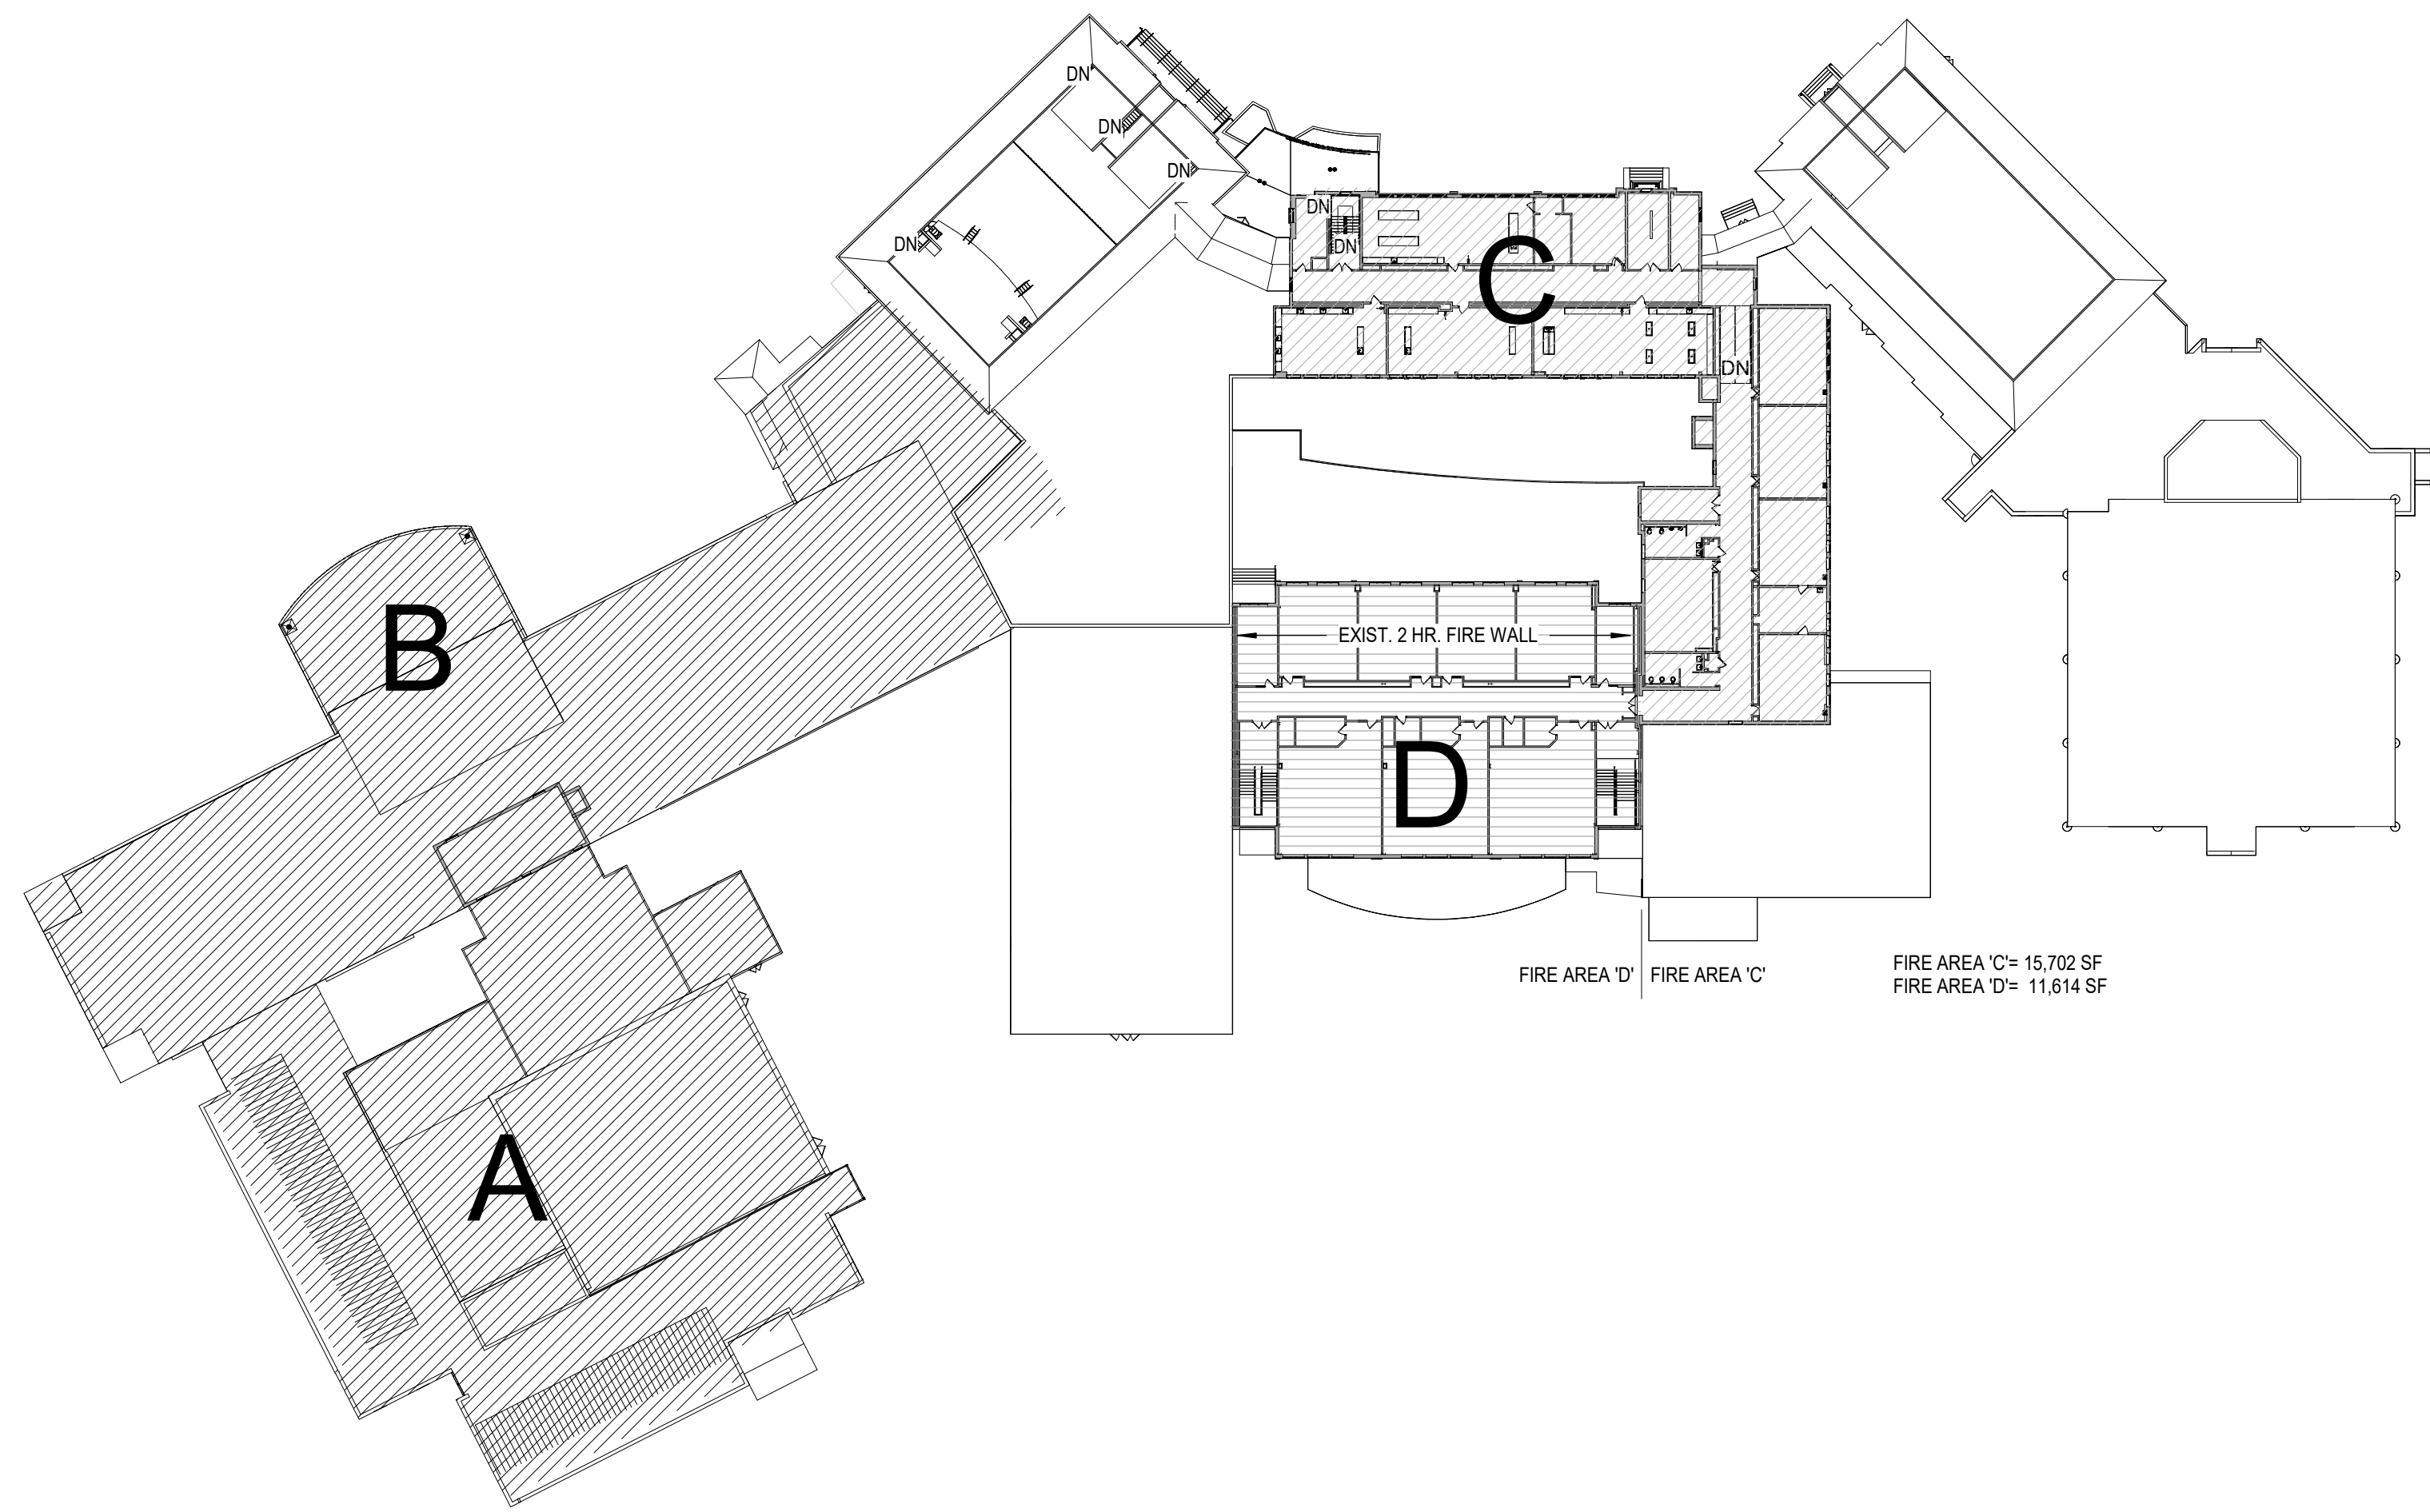 DN
DN
DN
DN
DN
DN
C
DN
B
EXIST. 2 HR. FIRE WALL
D
FIRE AREA 'D'
FIRE AREA 'C'
FIRE AREA 'C'= 15,702 SF
FIRE AREA 'D'= 11,614 SF
A